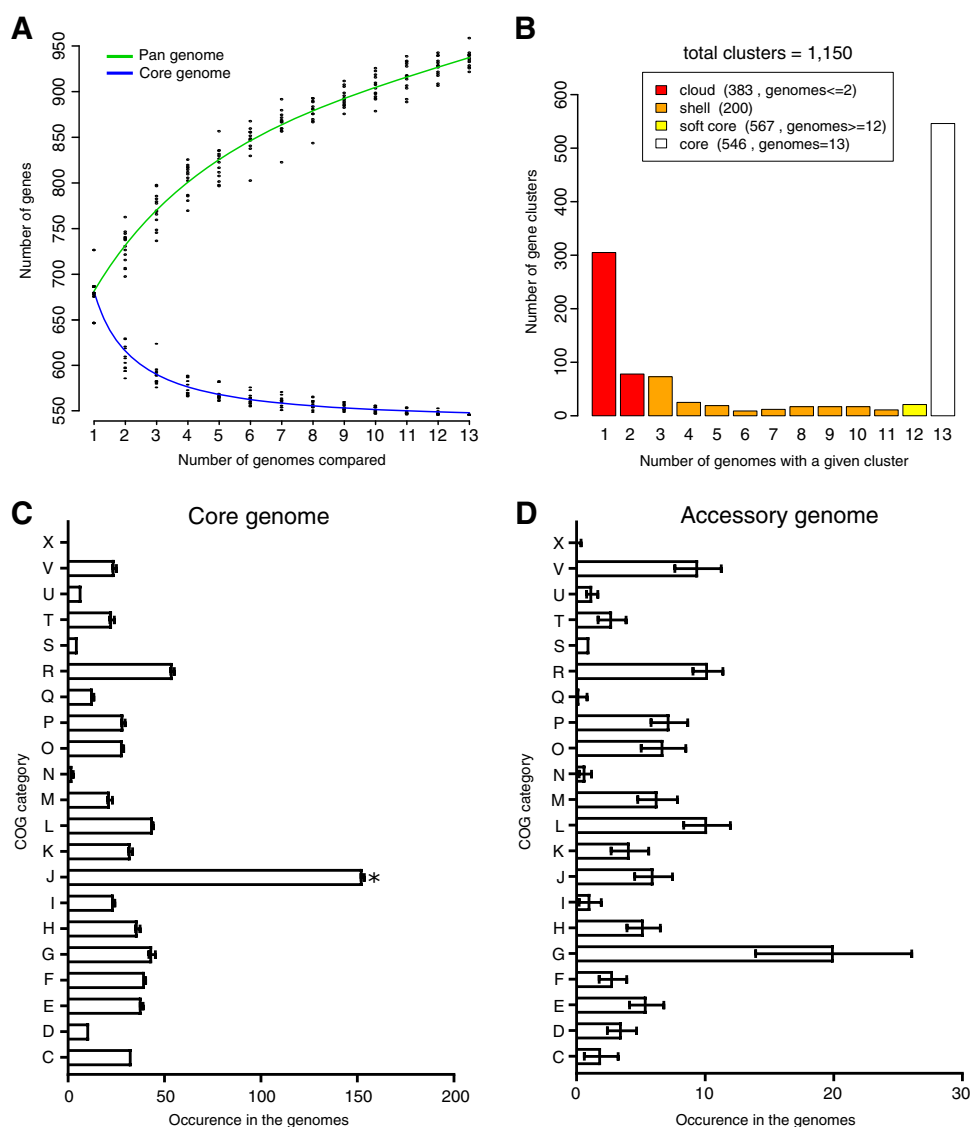 A
Pan genome
Core genome
Number of genes
950
900
850
800
750
700
650
600
550
1 2 3 4 5 6 7 8 9 10 11 12 13
Number of genomes compared
B
total clusters = 1,150
cloud (383 , genomes<=2)
shell (200)
soft core (567 , genomes>=12)
core (546 , genomes=13)
Number of gene clusters
600
500
400
300
200
100
0
1 2 3 4 5 6 7 8 9 10 11 12 13
Number of genomes with a given cluster
C
Core genome
COG category
X
V
U
T
S
R
Q
P
O
N
M
L
K
J
*
I
H
G
F
E
D
C
0 50 100 150 200
Occurence in the genomes
D
Accessory genome
COG category
X
V
U
T
S
R
Q
P
O
N
M
L
K
J
I
H
G
F
E
D
C
0 10 20 30
Occurence in the genomes